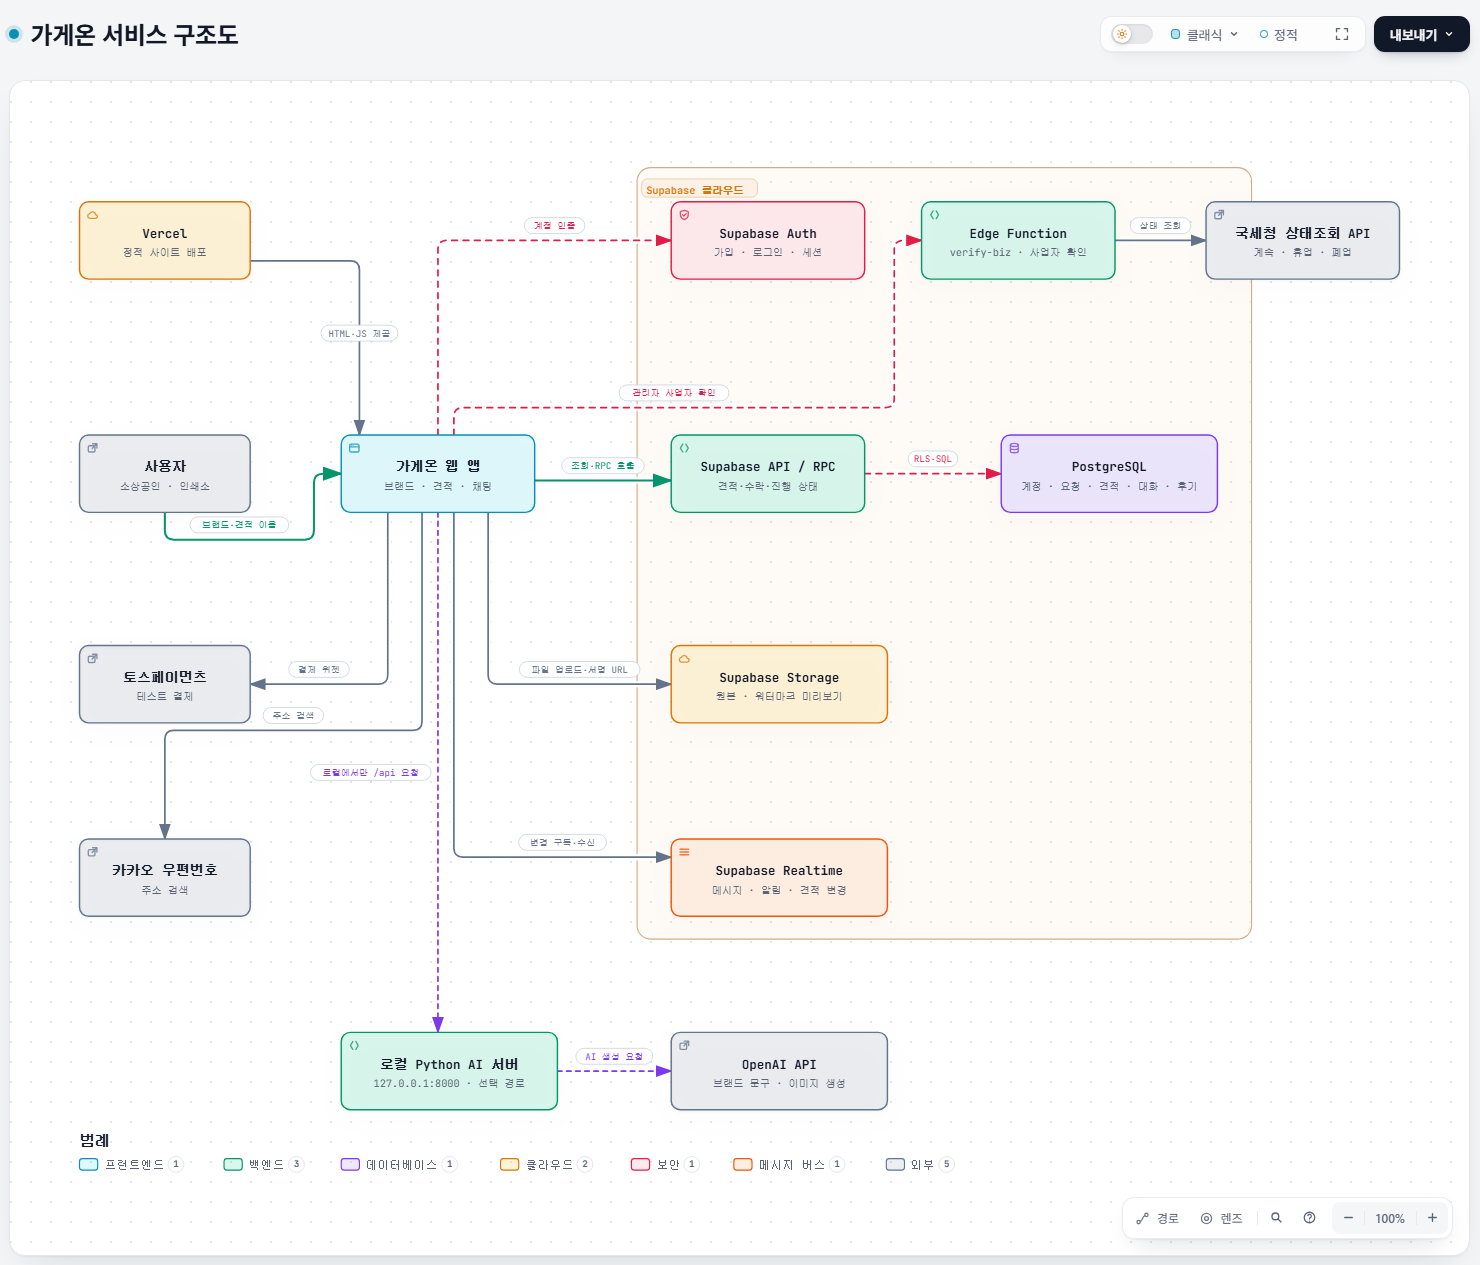 가게온 서비스 구조도
클래식
정적
내보내기
Supabase 클라우드
Vercel
정적 사이트 배포
계정 인증
Supabase Auth
가입 · 로그인 · 세션
Edge Function
verify-biz · 사업자 확인
상태 조회
국세청 상태조회 API
계속 · 휴업 · 폐업
HTML·JS 제공
관리자 사업자 확인
사용자
소상공인 · 인쇄소
가게온 웹 앱
브랜드 · 견적 · 채팅
조회·RPC 호출
Supabase API / RPC
견적·수락·진행 상태
RLS·SQL
PostgreSQL
계정 · 요청 · 견적 · 대화 · 후기
브랜드·견적 이용
토스페이먼츠
테스트 결제
결제 위젯
파일 업로드·서명 URL
Supabase Storage
원본 · 워터마크 미리보기
주소 검색
로컬에서만 /api 요청
카카오 우편번호
주소 검색
변경 구독·수신
Supabase Realtime
메시지 · 알림 · 견적 변경
로컬 Python AI 서버
127.0.0.1:8000 · 선택 경로
AI 생성 요청
OpenAI API
브랜드 문구 · 이미지 생성
범례
프런트엔드 1
백엔드 3
데이터베이스 1
클라우드 2
보안 1
메시지 버스 1
외부 5
경로
렌즈
100%